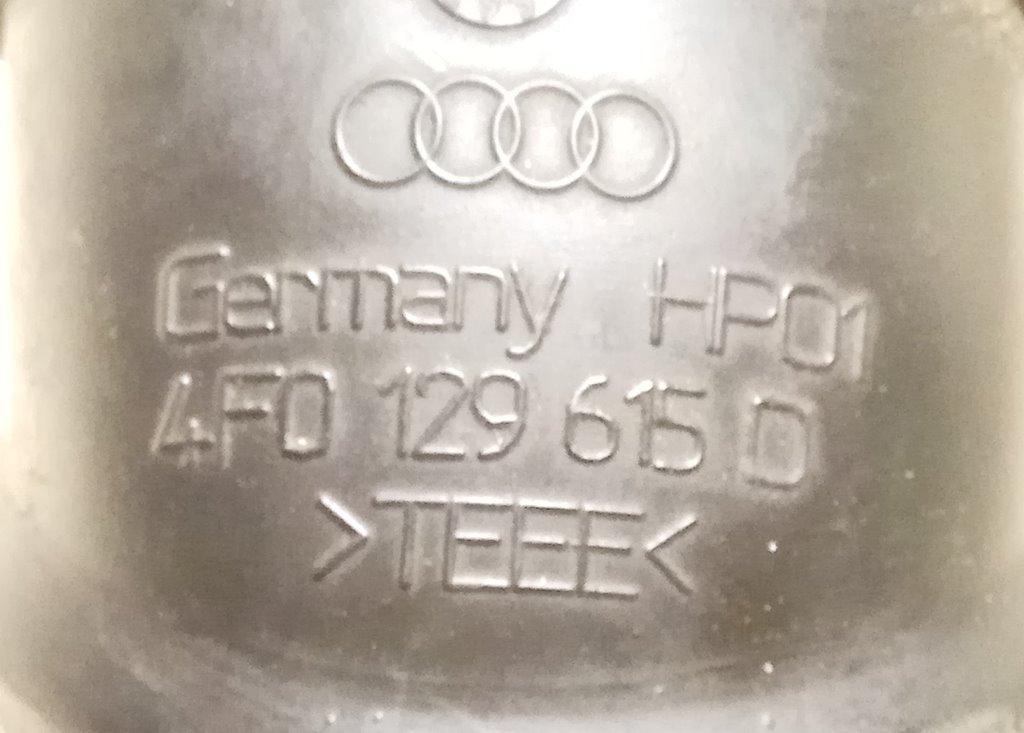 Germany HP01
4F0 129 615 D
>TEEE<